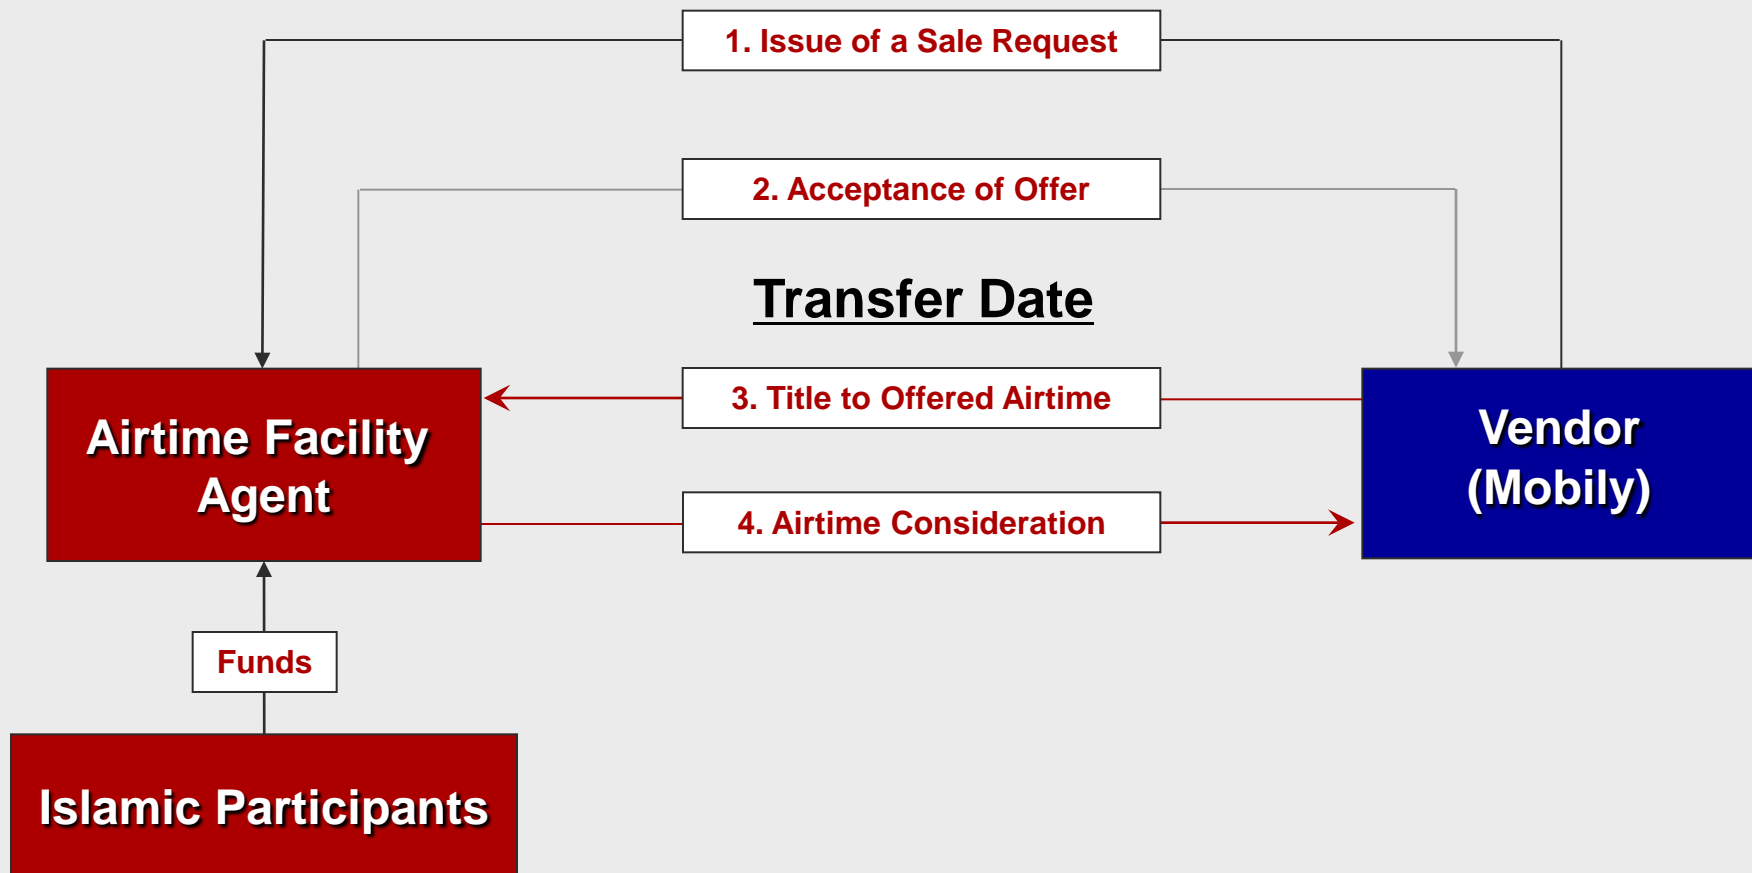 1. Issue of a Sale Request
2. Acceptance of Offer
Transfer Date
3. Title to Offered Airtime
Airtime Facility
Agent
Vendor
(Mobily)
4. Airtime Consideration
Funds
Islamic Participants